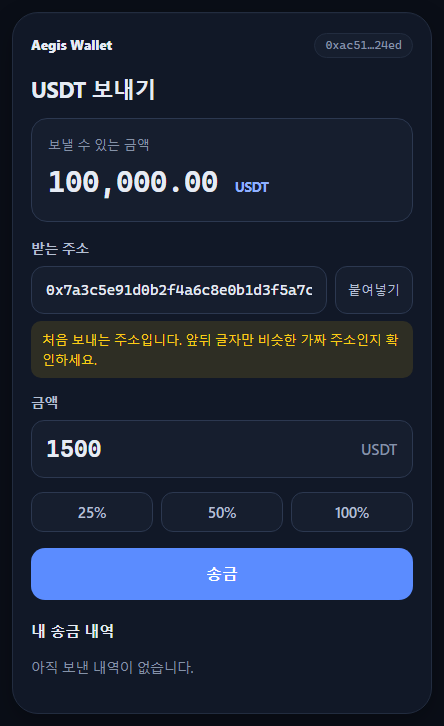 Aegis Wallet
0xac51…24ed
USDT 보내기
보낼 수 있는 금액
100,000.00 USDT
받는 주소
0x7a3c5e91d0b2f4a6c8e0b1d3f5a7c
붙여넣기
처음 보내는 주소입니다. 앞뒤 글자만 비슷한 가짜 주소인지 확
인하세요.
금액
1500 USDT
25% 50% 100%
송금
내 송금 내역
아직 보낸 내역이 없습니다.